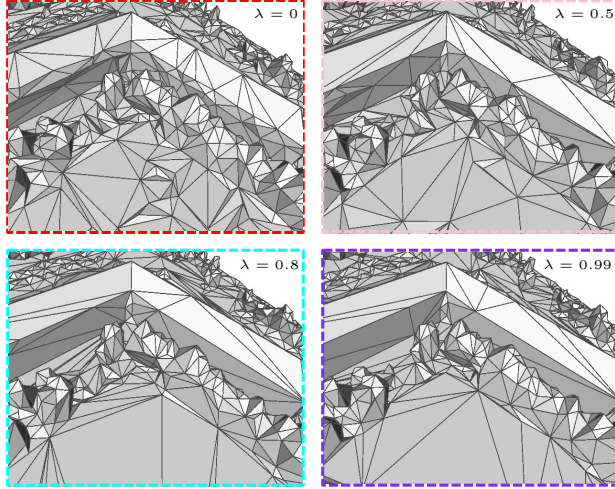 λ = 0
λ = 0.5
λ = 0.8
λ = 0.99